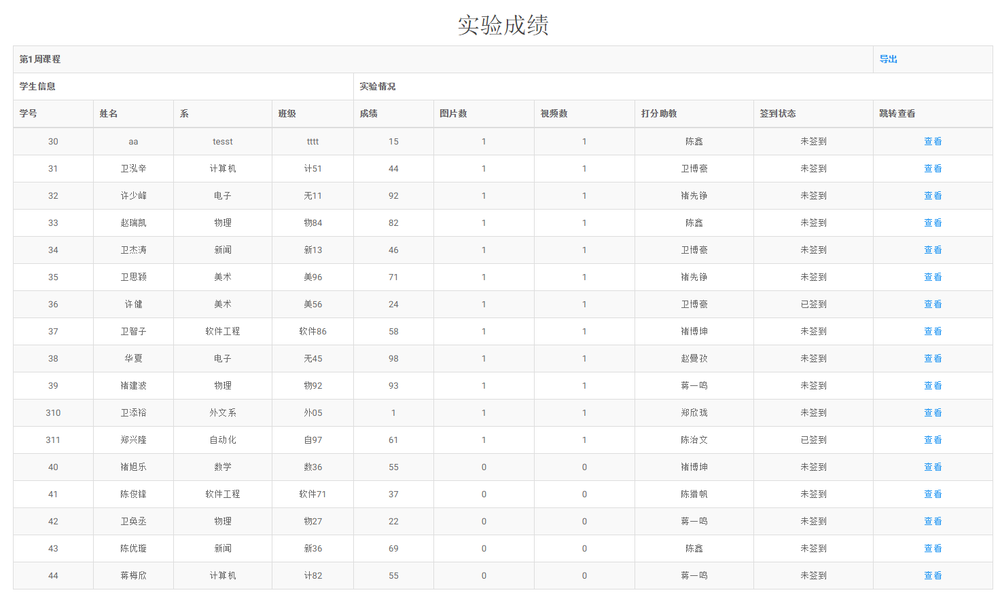 实验成绩
第1周课程 导出
学生信息 实验情况
学号 姓名 系 班级 成绩 图片数 视频数 打分助教 签到状态 跳转查看
30 aa tesst tttt 15 1 1 陈鑫 未签到 查看
31 卫泓辛 计算机 计51 44 1 1 卫博豪 未签到 查看
32 许少峰 电子 无11 92 1 1 褚先铮 未签到 查看
33 赵瑞凯 物理 物84 82 1 1 陈鑫 未签到 查看
34 卫杰涛 新闻 新13 46 1 1 卫博豪 未签到 查看
35 卫思颖 美术 美96 71 1 1 褚先铮 未签到 查看
36 许健 美术 美56 24 1 1 卫博豪 已签到 查看
37 卫智子 软件工程 软件86 58 1 1 褚博坤 未签到 查看
38 华夏 电子 无45 98 1 1 赵曼孜 未签到 查看
39 褚建波 物理 物92 93 1 1 蒋一鸣 未签到 查看
310 卫添裕 外文系 外05 1 1 1 郑欣珑 未签到 查看
311 郑兴隆 自动化 自97 61 1 1 陈治文 已签到 查看
40 褚旭乐 数学 数36 55 0 0 褚博坤 未签到 查看
41 陈俊锋 软件工程 软件71 37 0 0 陈猎帆 未签到 查看
42 卫奂丞 物理 物27 22 0 0 蒋一鸣 未签到 查看
43 陈优璇 新闻 新36 69 0 0 陈鑫 未签到 查看
44 蒋梅欣 计算机 计82 55 0 0 蒋一鸣 未签到 查看